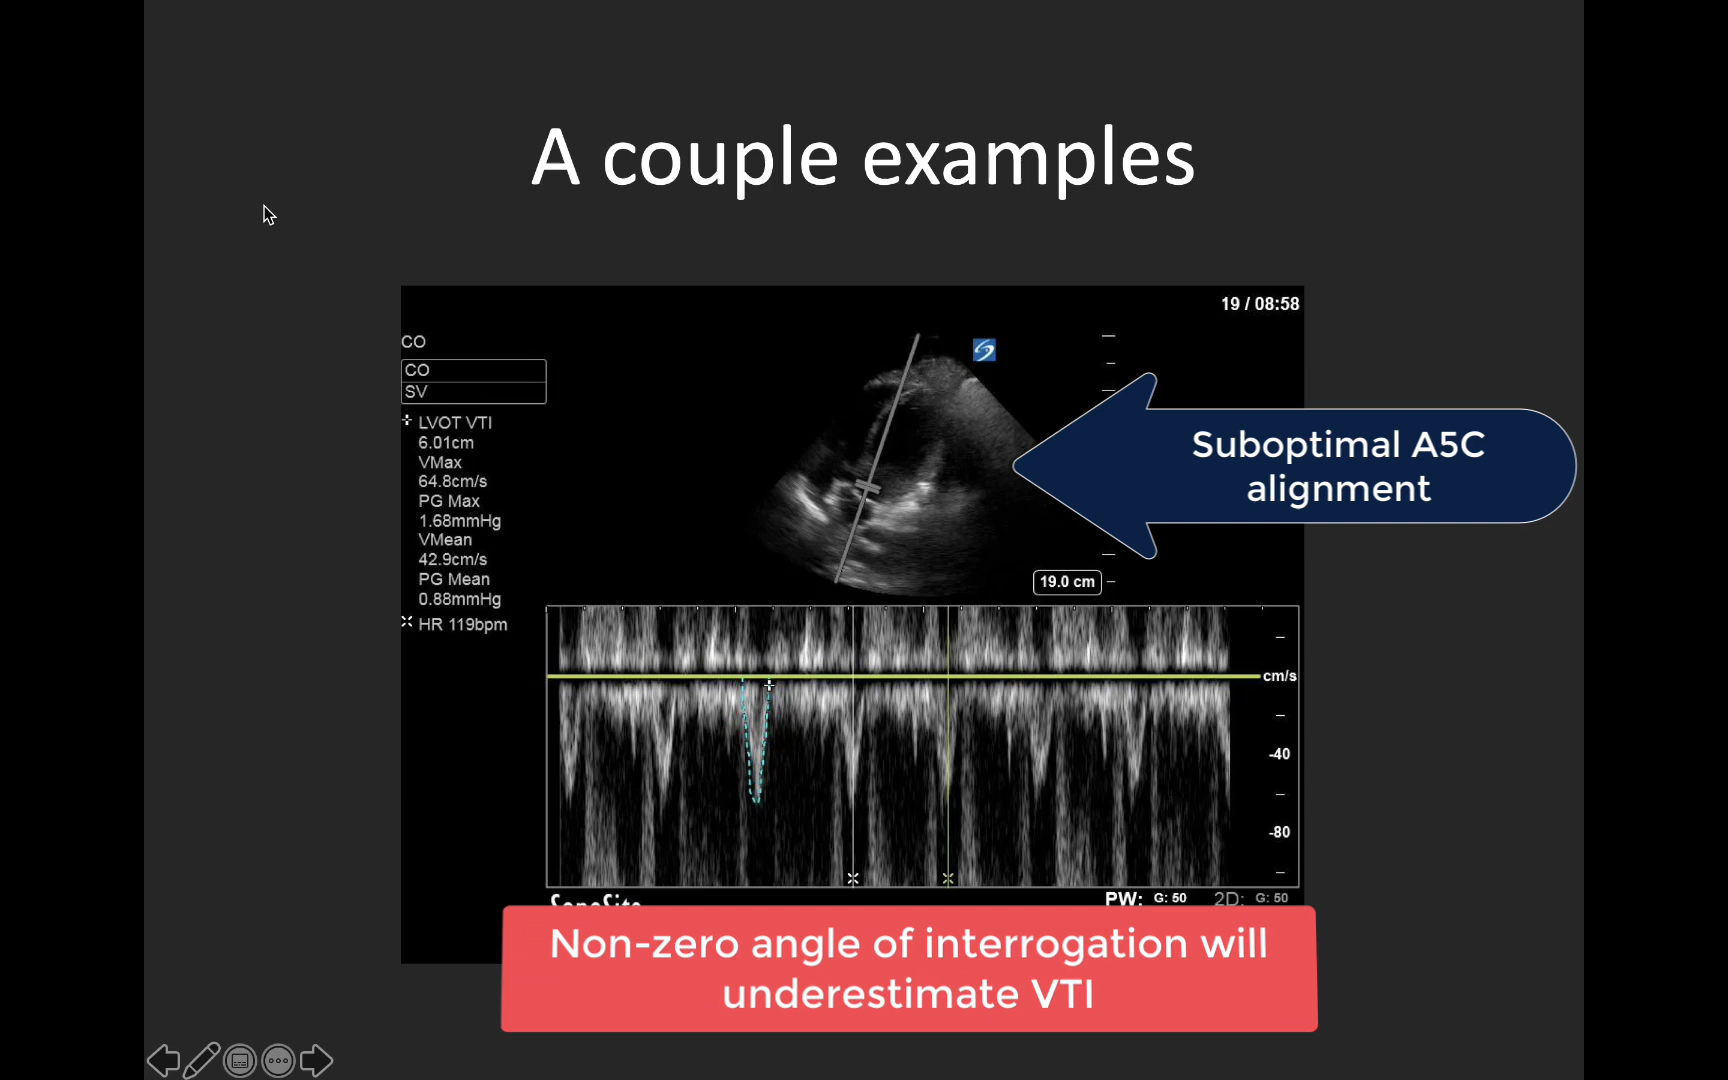 A couple examples
19 / 08:58
CO
CO
SV
LVOT VTI
6.01cm
VMax
64.8cm/s
PG Max
1.68mmHg
VMean
42.9cm/s
PG Mean
0.88mmHg
HR 119bpm
Suboptimal A5C
alignment
19.0 cm
cm/s
-40
-80
SonoSite
PW: G: 50 2D: G: 50
Non-zero angle of interrogation will
underestimate VTI